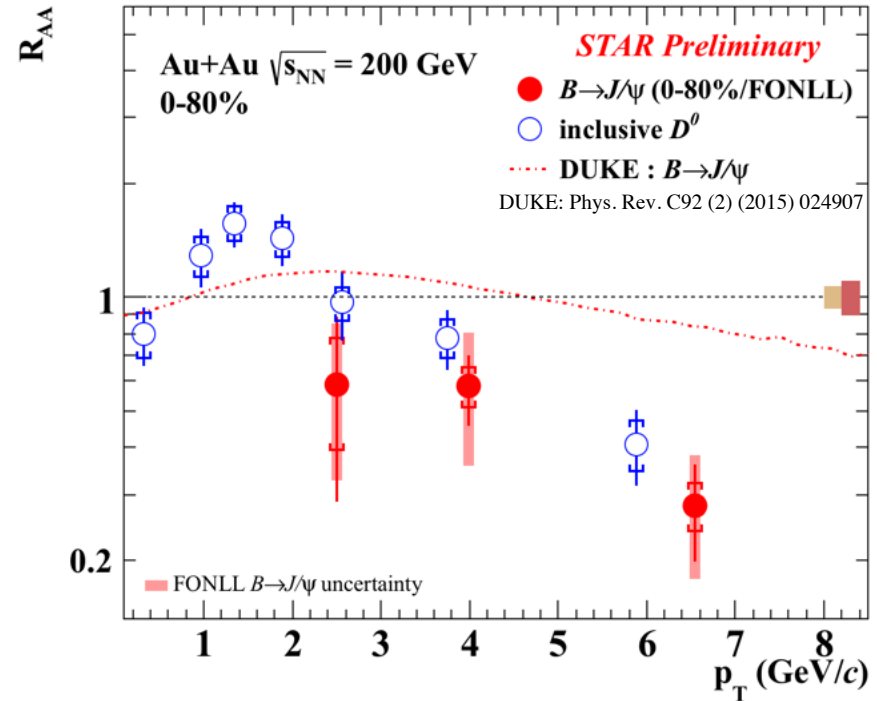 R_AA
Au+Au √s_NN = 200 GeV
0-80%
STAR Preliminary
B→J/ψ (0-80%/FONLL)
inclusive D⁰
DUKE : B→J/ψ
DUKE: Phys. Rev. C92 (2) (2015) 024907
1
0.2
FONLL B→J/ψ uncertainty
1 2 3 4 5 6 7 8
p_T (GeV/c)